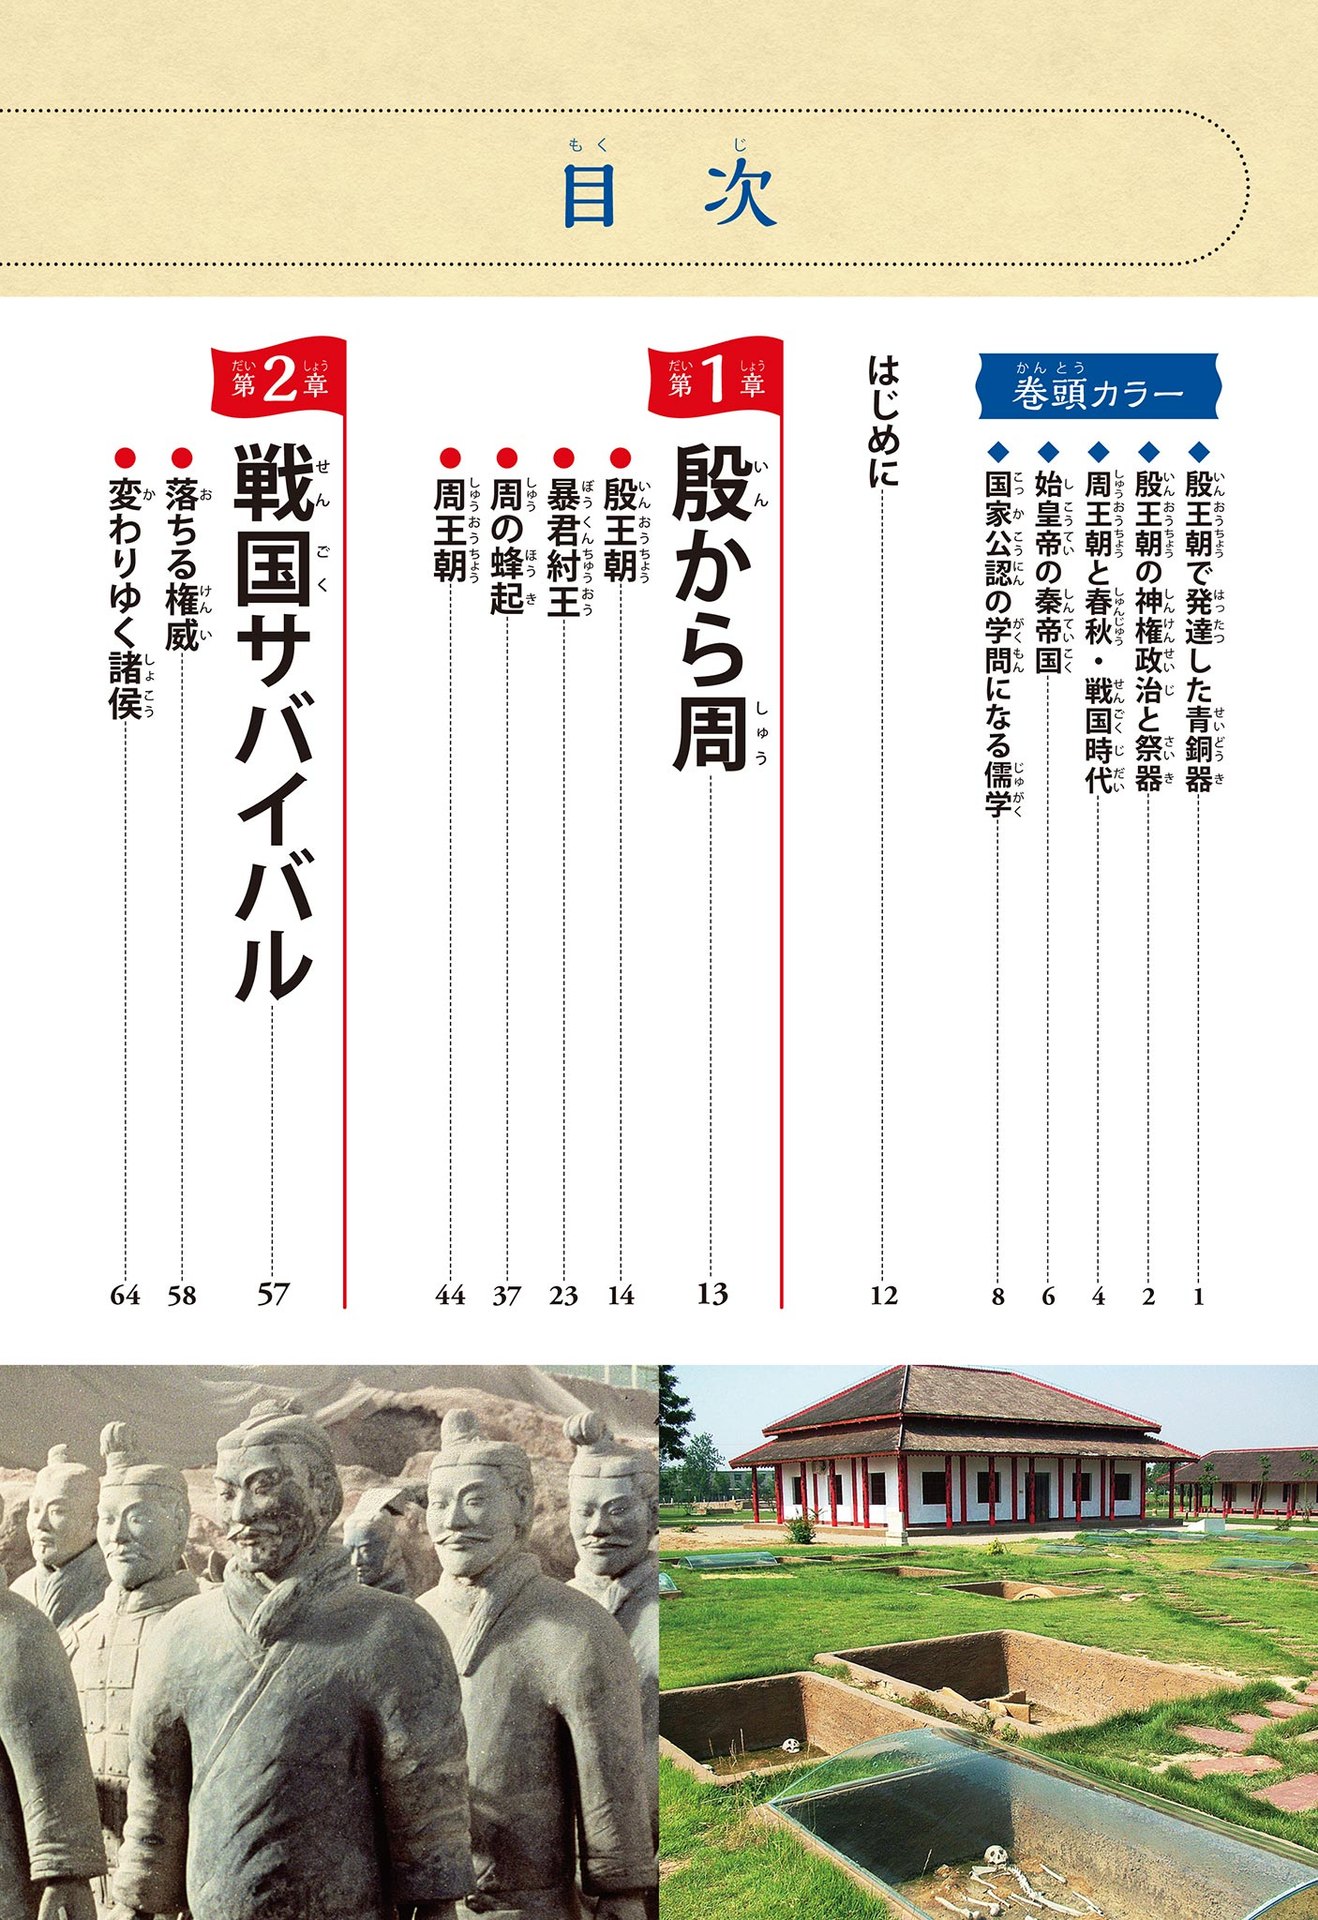 目次
巻頭カラー
殷王朝で発達した青銅器 1
殷王朝の神権政治と祭器 2
周王朝と春秋・戦国時代 4
始皇帝の秦帝国 6
国家公認の学問になる儒学 8
はじめに 12
第1章
殷から周 13
殷王朝 14
暴君紂王 23
周の蜂起 37
周王朝 44
第2章
戦国サバイバル 57
落ちる権威 58
変わりゆく諸侯 64